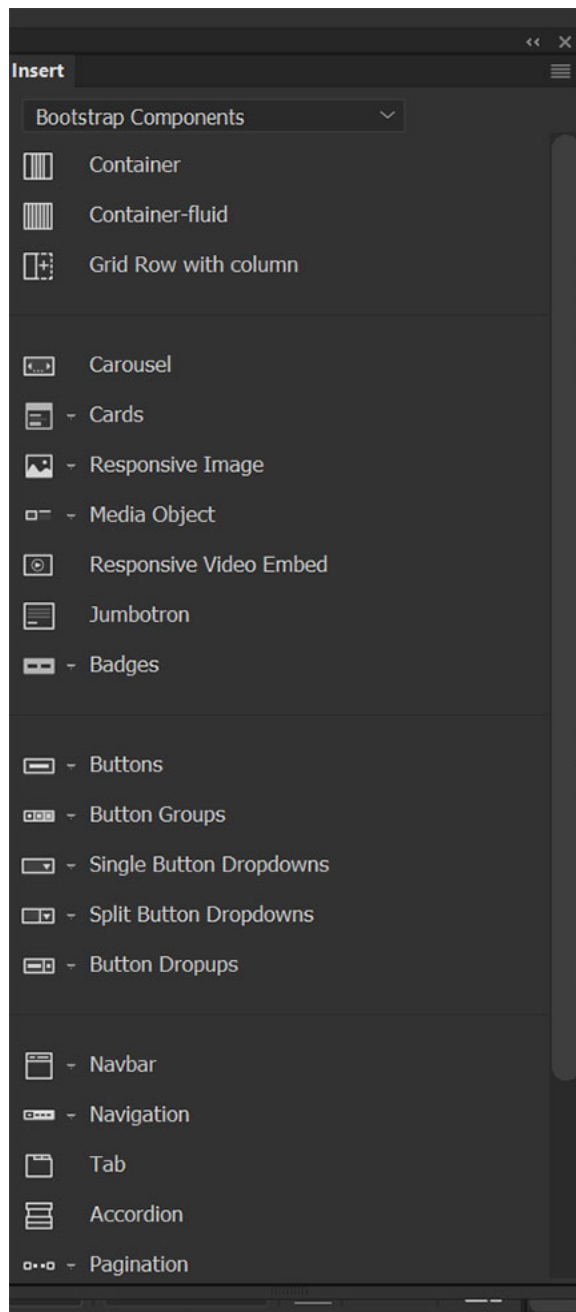 Insert
Bootstrap Components
Container
Container-fluid
Grid Row with column
Carousel
Cards
Responsive Image
Media Object
Responsive Video Embed
Jumbotron
Badges
Buttons
Button Groups
Single Button Dropdowns
Split Button Dropdowns
Button Dropups
Navbar
Navigation
Tab
Accordion
Pagination